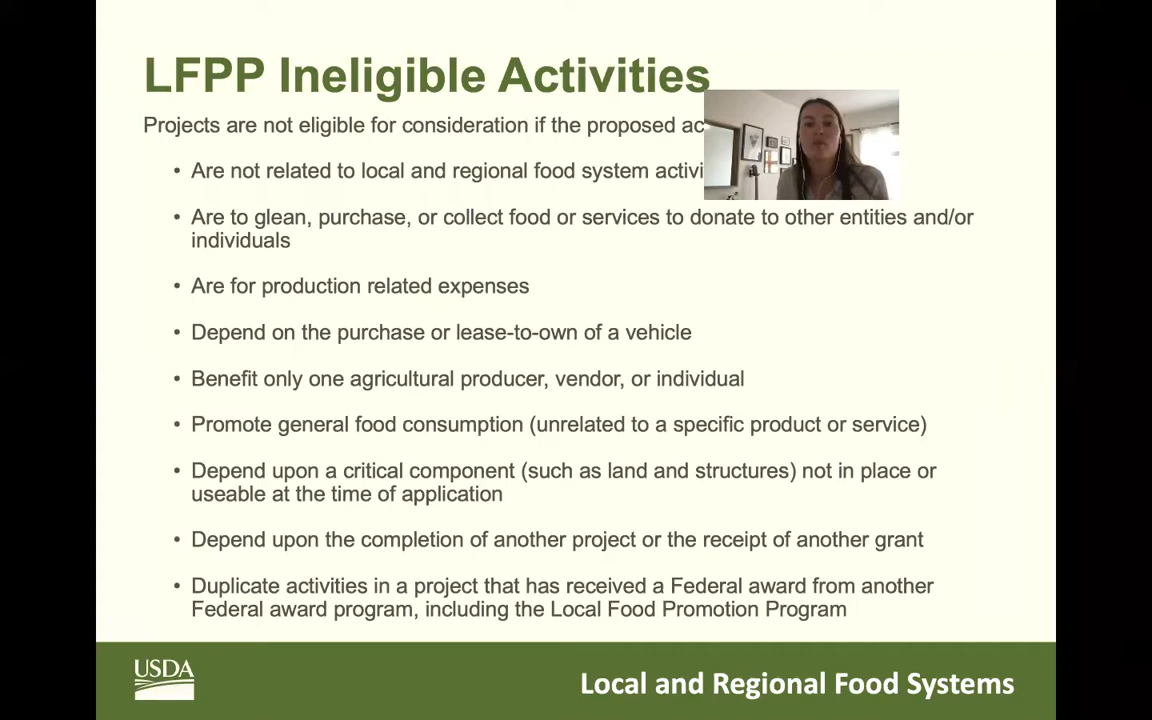 LFPP Ineligible Activities
Projects are not eligible for consideration if the proposed
• Are not related to local and regional food system
• Are to glean, purchase, or collect food or services to donate to other entities and/or
individuals
• Are for production related expenses
• Depend on the purchase or lease-to-own of a vehicle
• Benefit only one agricultural producer, vendor, or individual
• Promote general food consumption (unrelated to a specific product or service)
• Depend upon a critical component (such as land and structures) not in place or
useable at the time of application
• Depend upon the completion of another project or the receipt of another grant
• Duplicate activities in a project that has received a Federal award from another
Federal award program, including the Local Food Promotion Program
USDA
Local and Regional Food Systems